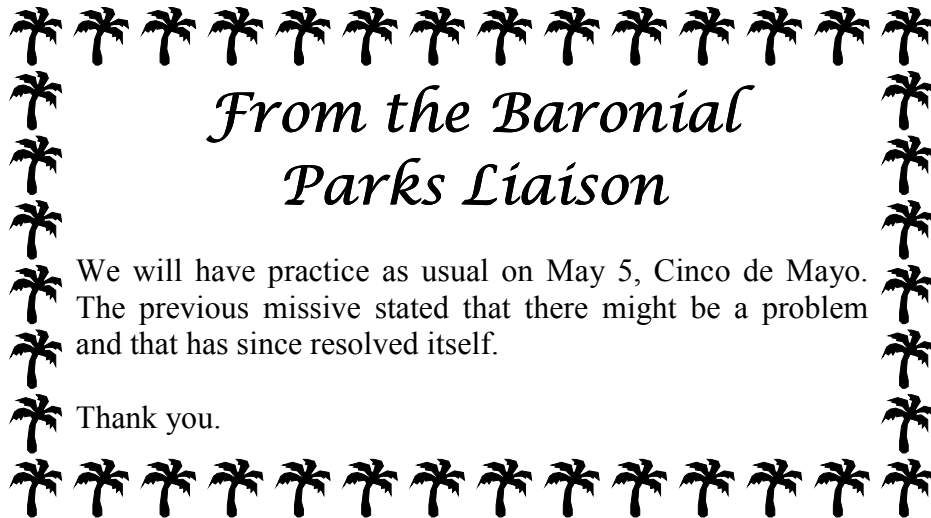 From the Baronial
Parks Liaison
We will have practice as usual on May 5, Cinco de Mayo.
The previous missive stated that there might be a problem
and that has since resolved itself.
Thank you.